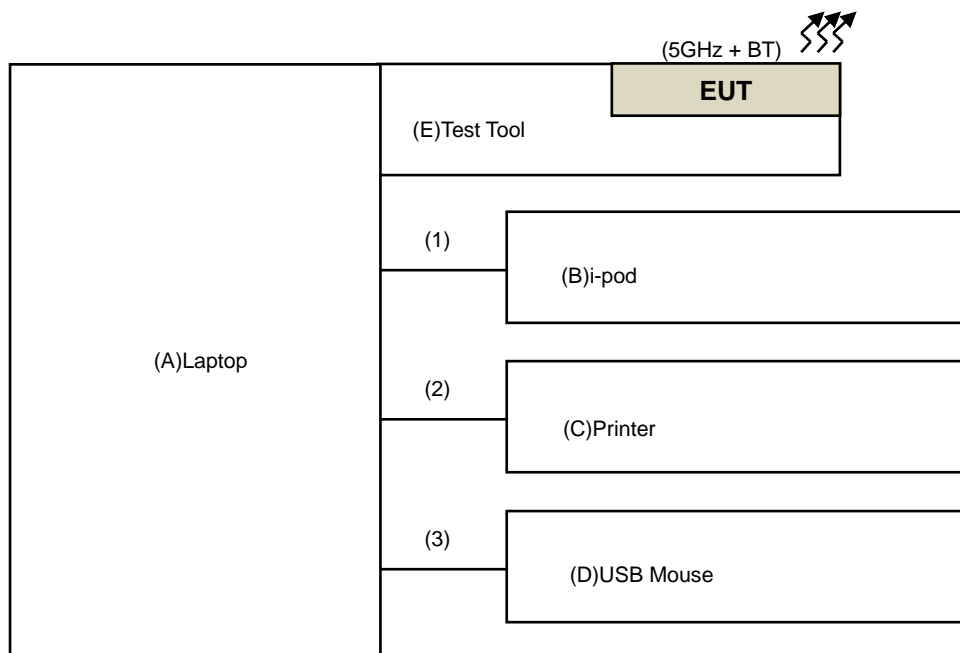 (5GHz + BT)
EUT
(E)Test Tool
(1)
(B)i-pod
(A)Laptop
(2)
(C)Printer
(3)
(D)USB Mouse